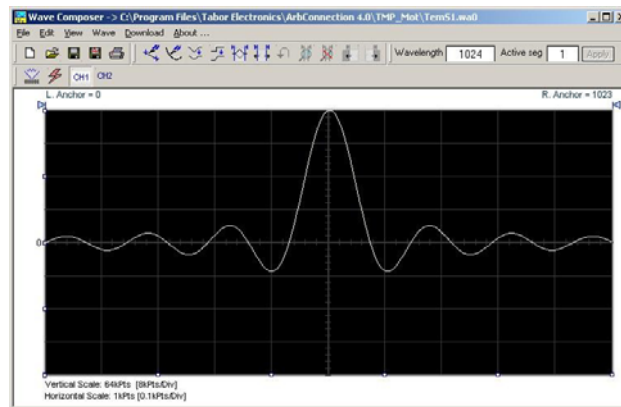 Wave Composer -> C:\Program Files\Tabor Electronics\ArbConnection 4.0\TMP_Mot\Tem51.wa0
File Edit View Wave Download About ...
Wavelength 1024 Active seg 1 Apply
CH1 CH2
L. Anchor = 0 R. Anchor = 1023
0
Vertical Scale: 64kPts [8kPts/Div]
Horizontal Scale: 1kPts [0.1kPts/Div]